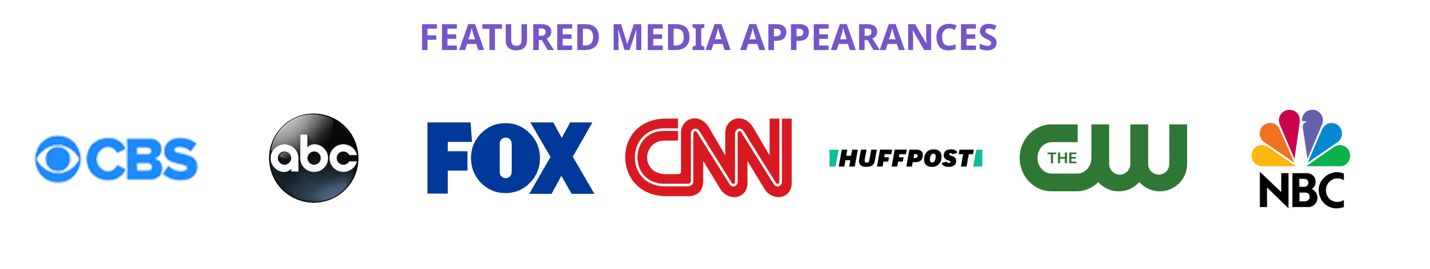 FEATURED MEDIA APPEARANCES
CBS abc FOX CNN HUFFPOST THE CW NBC